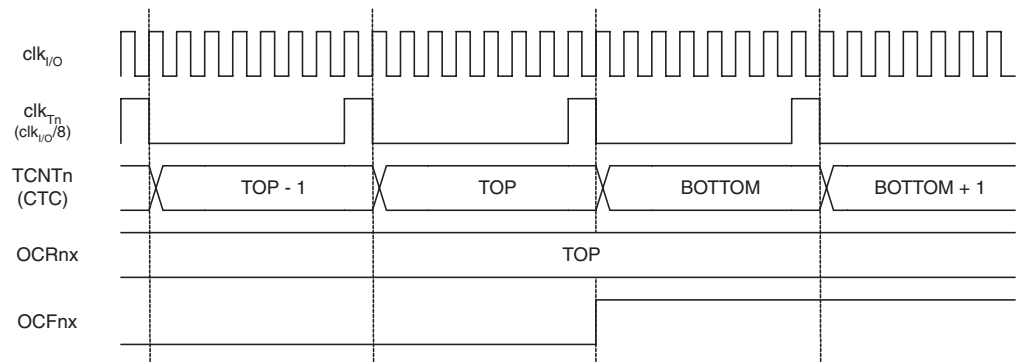 clkI/O
clkTn
(clkI/O/8)
TCNTn
(CTC)
TOP - 1
TOP
BOTTOM
BOTTOM + 1
OCRnx
TOP
OCFnx